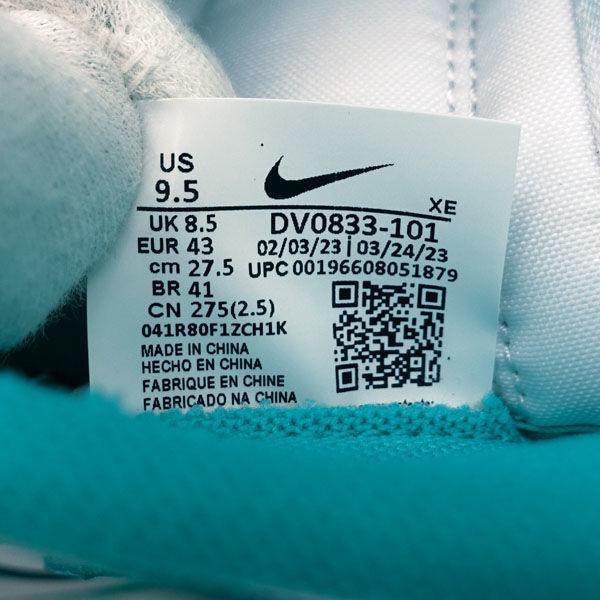 US
9.5
XE
UK 8.5
DV0833-101
EUR 43
02/03/23 | 03/24/23
cm 27.5
UPC 00196608051879
BR 41
CN 275(2.5)
041R80F1ZCH1K
MADE IN CHINA
HECHO EN CHINA
FABRIQUE EN CHINE
FABRICADO NA CHINA